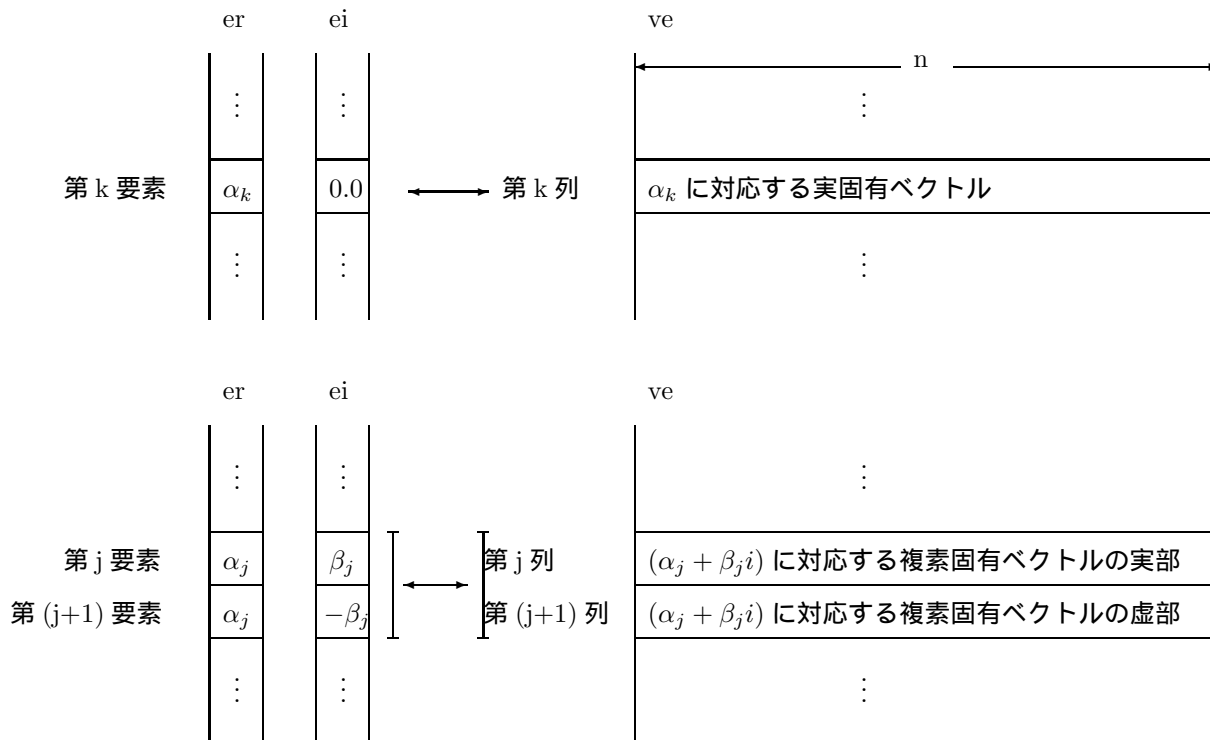 er ei ve
n
⋮ ⋮ ⋮
第 k 要素 α_k 0.0 第 k 列 α_k に対応する実固有ベクトル
⋮ ⋮ ⋮
er ei ve
⋮ ⋮ ⋮
第 j 要素 α_j β_j 第 j 列 (α_j + β_j i) に対応する複素固有ベクトルの実部
第 (j+1) 要素 α_j −β_j 第 (j+1) 列 (α_j + β_j i) に対応する複素固有ベクトルの虚部
⋮ ⋮ ⋮